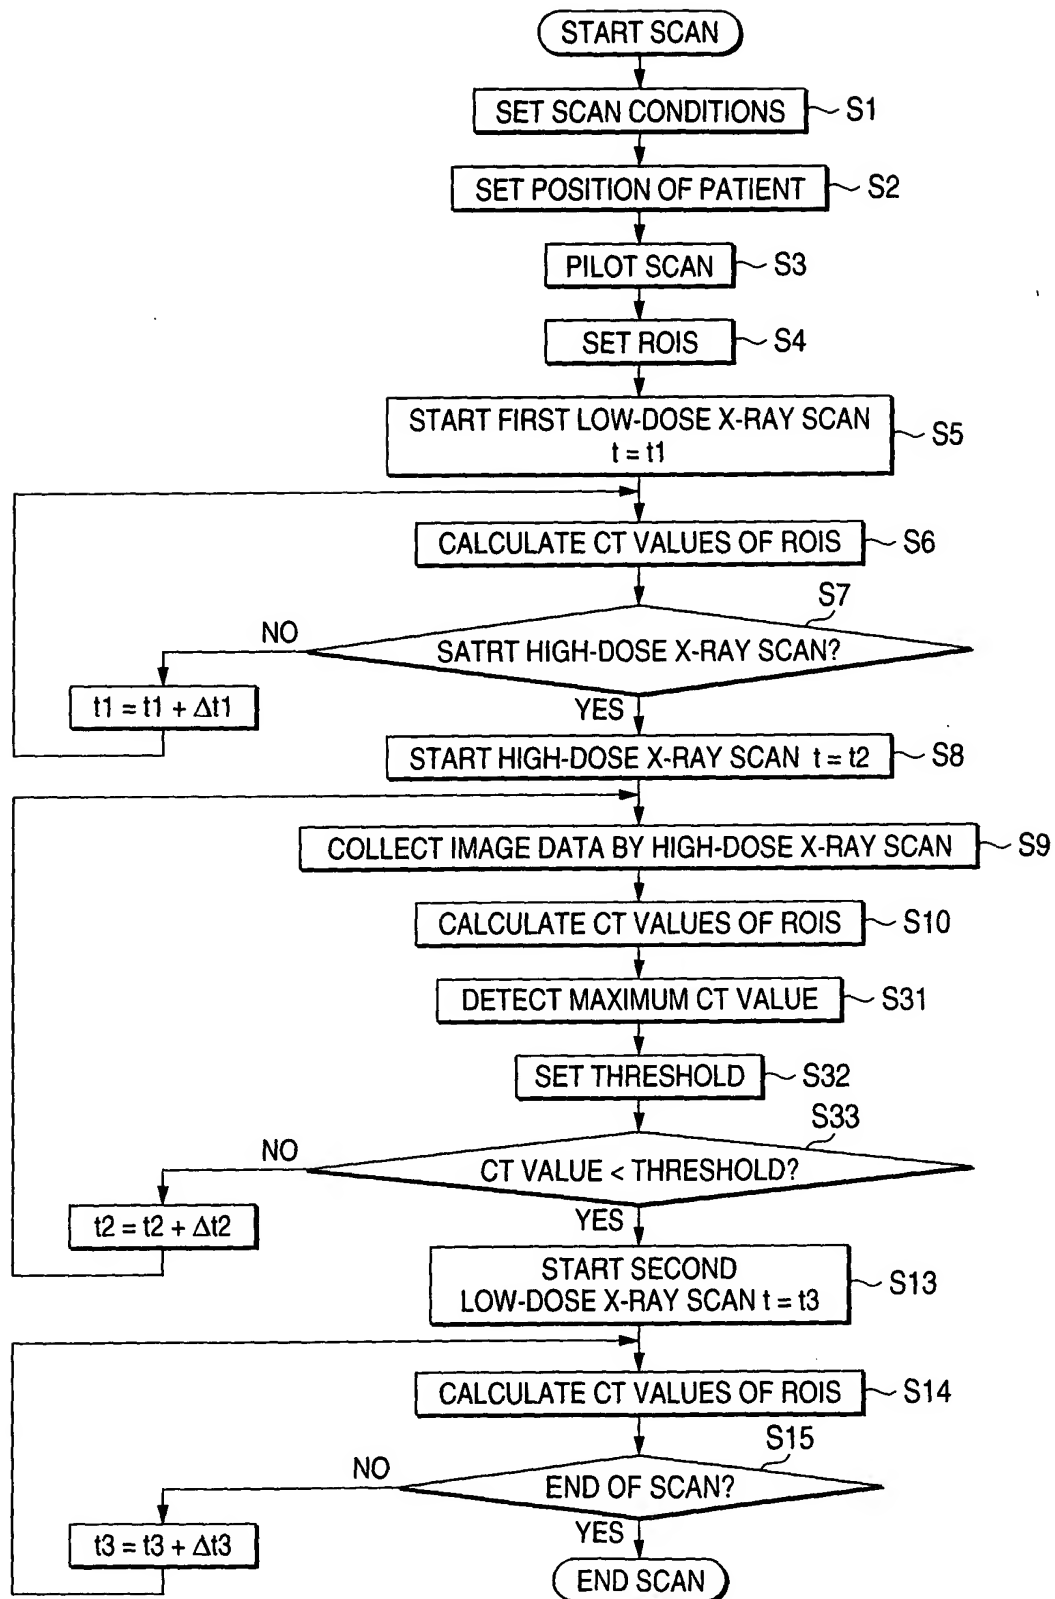 START SCAN
SET SCAN CONDITIONS
S1
SET POSITION OF PATIENT
S2
PILOT SCAN
S3
SET ROIS
S4
START FIRST LOW-DOSE X-RAY SCAN
t = t1
S5
CALCULATE CT VALUES OF ROIS
S6
S7
NO
SATRT HIGH-DOSE X-RAY SCAN?
t1 = t1 + Δt1
YES
START HIGH-DOSE X-RAY SCAN t = t2
S8
COLLECT IMAGE DATA BY HIGH-DOSE X-RAY SCAN
S9
CALCULATE CT VALUES OF ROIS
S10
DETECT MAXIMUM CT VALUE
S31
SET THRESHOLD
S32
S33
NO
CT VALUE < THRESHOLD?
t2 = t2 + Δt2
YES
START SECOND
LOW-DOSE X-RAY SCAN t = t3
S13
CALCULATE CT VALUES OF ROIS
S14
S15
NO
END OF SCAN?
t3 = t3 + Δt3
YES
END SCAN